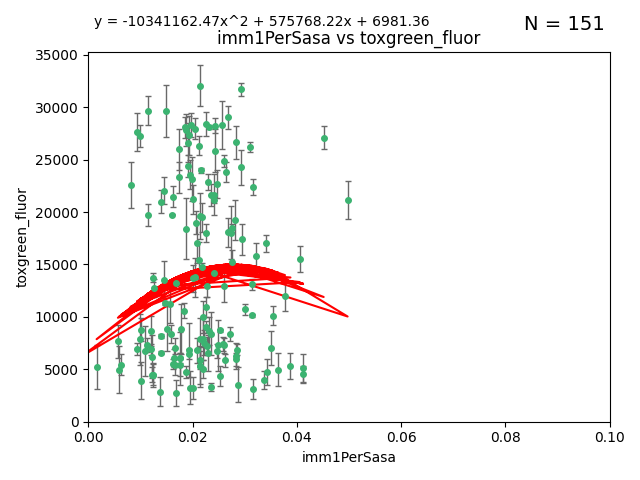 y = -10341162.47x^2 + 575768.22x + 6981.36
N = 151
imm1PerSasa vs toxgreen_fluor
35000
30000
25000
20000
15000
10000
5000
0
toxgreen_fluor
0.00 0.02 0.04 0.06 0.08 0.10
imm1PerSasa